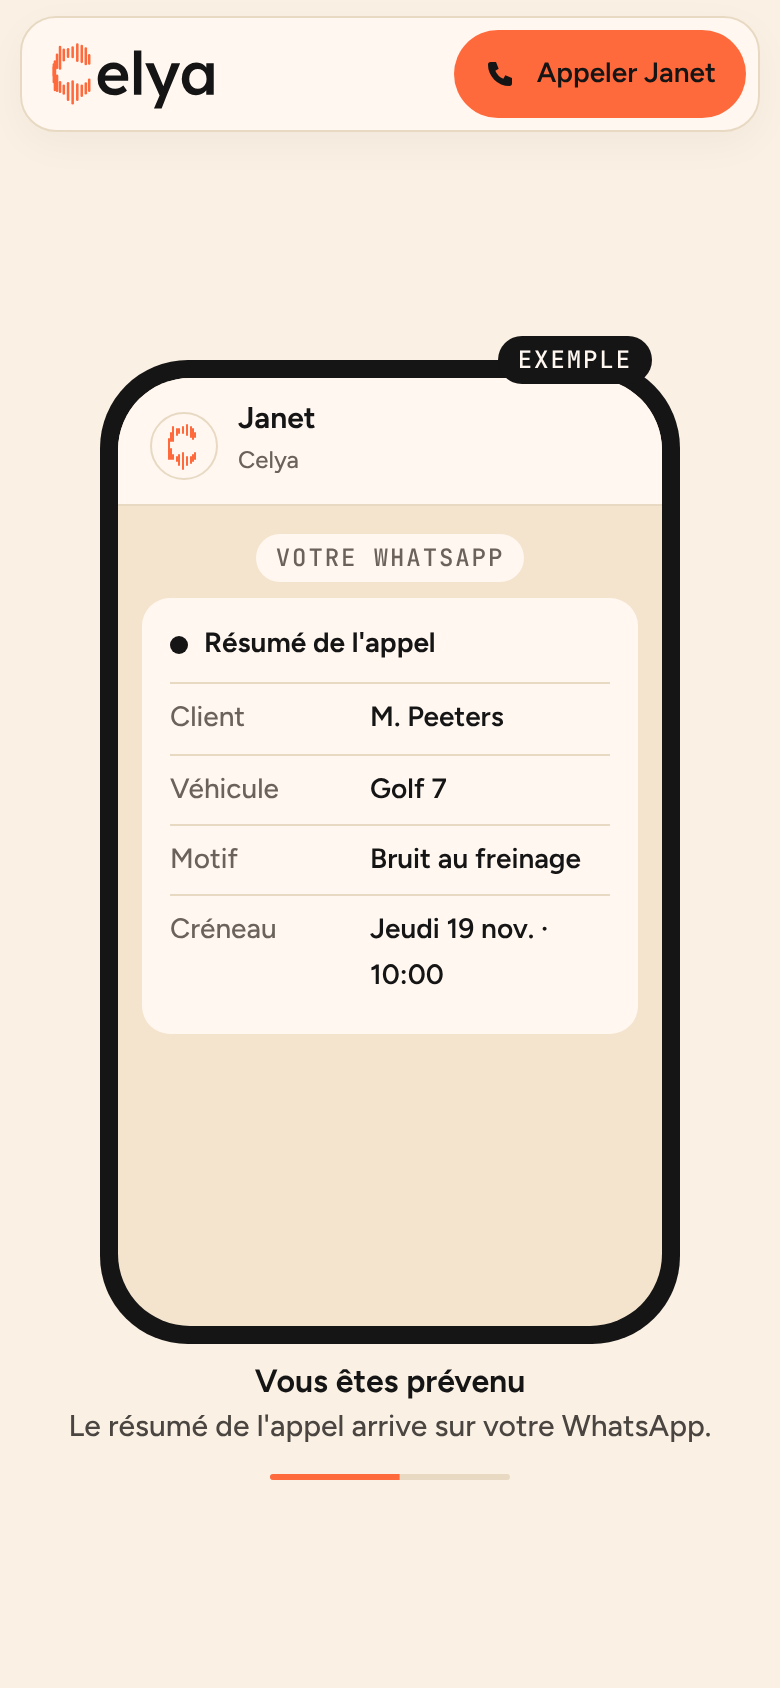 Celya
Appeler Janet
EXEMPLE
Janet
Celya
VOTRE WHATSAPP
Résumé de l'appel
Client M. Peeters
Véhicule Golf 7
Motif Bruit au freinage
Créneau Jeudi 19 nov. ·
10:00
Vous êtes prévenu
Le résumé de l'appel arrive sur votre WhatsApp.